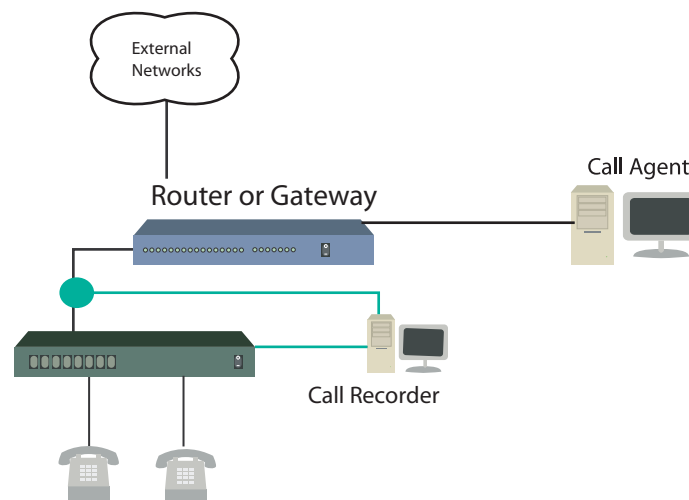 External
Networks
Call Agent
Router or Gateway
Call Recorder